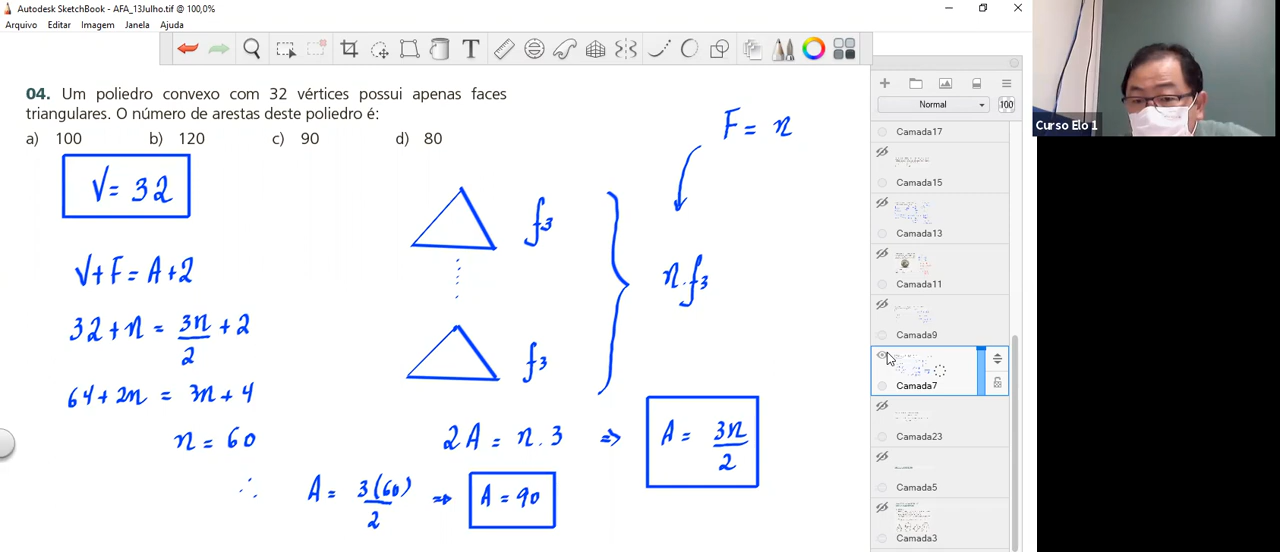 Autodesk SketchBook - AFA_13Julho.tif @ 100,0%
Arquivo Editar Imagem Janela Ajuda
04. Um poliedro convexo com 32 vértices possui apenas faces
triangulares. O número de arestas deste poliedro é:
a) 100 b) 120 c) 90 d) 80
F = n
V = 32
f3
V + F = A + 2
n.f3
32 + n = 3n/2 + 2
f3
64 + 2n = 3n + 4
n = 60
2A = n.3 => A = 3n/2
∴ A = 3(60)/2 => A = 90
Normal 100
Camada17
Camada15
Camada13
Camada11
Camada9
Camada7
Camada23
Camada5
Camada3
Curso Elo 1